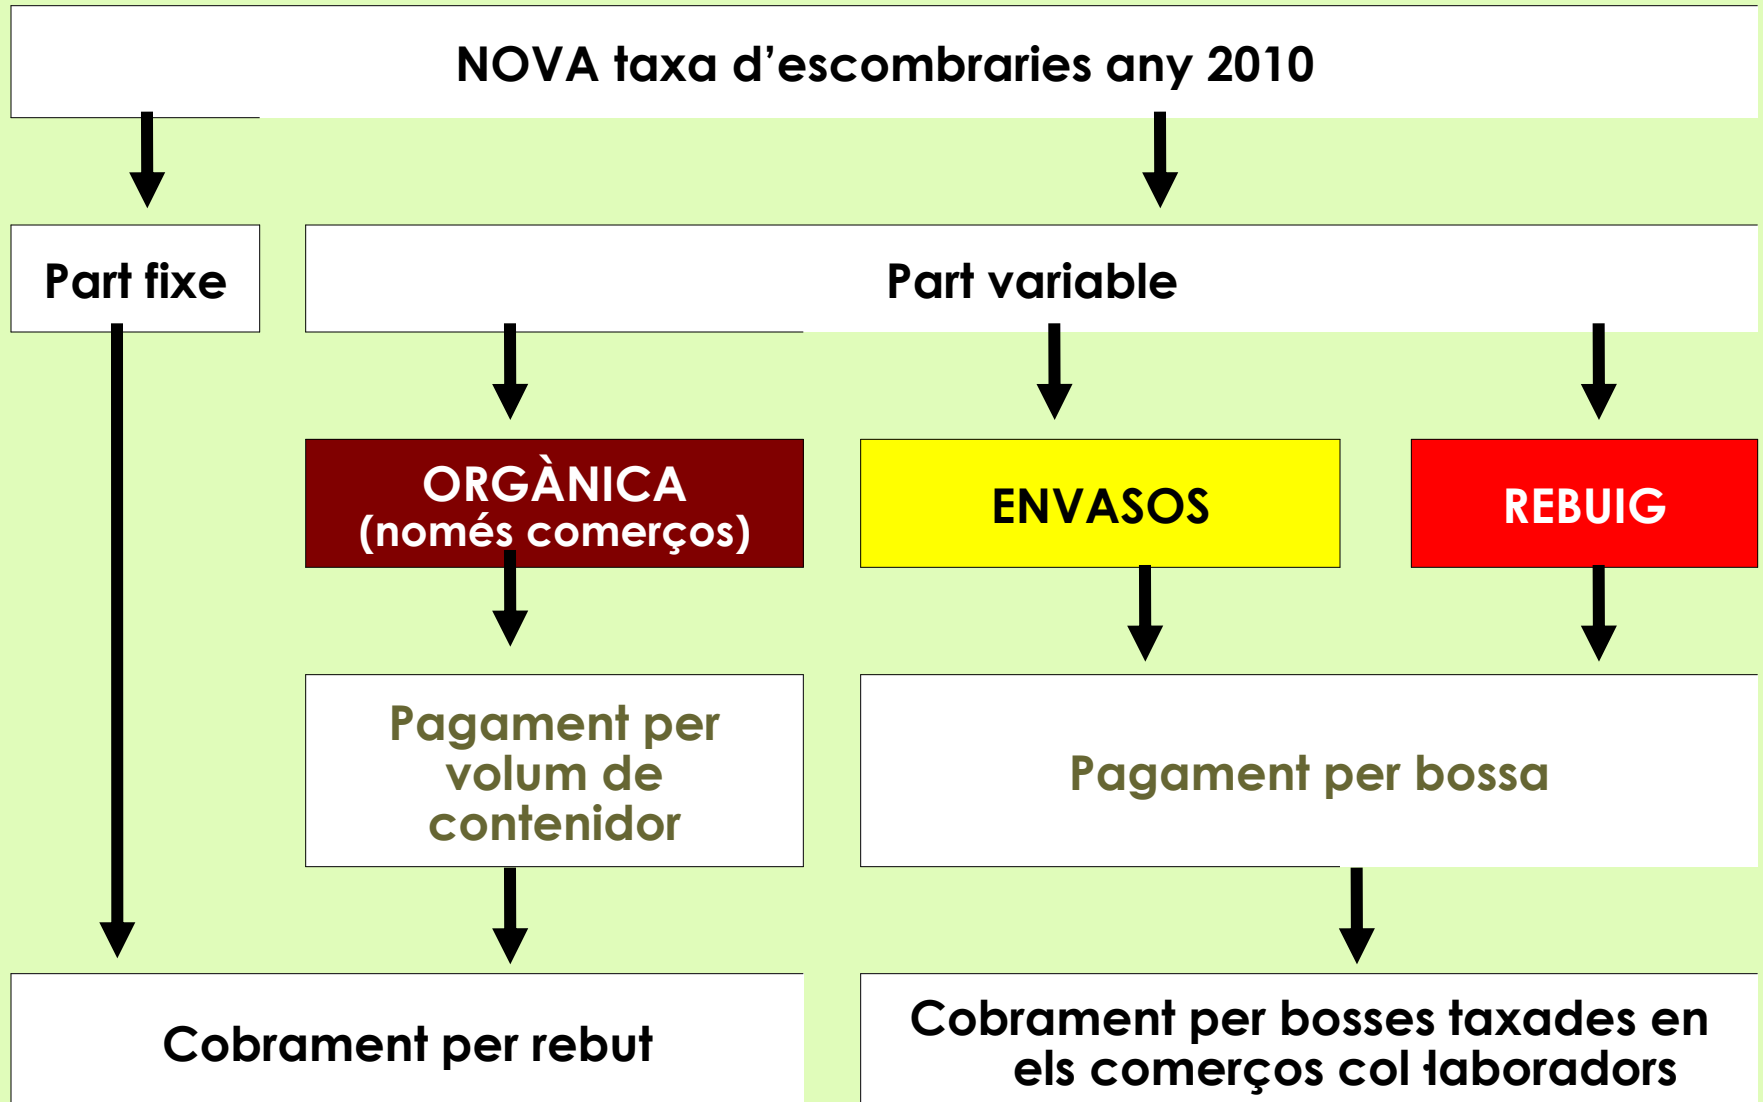 NOVA taxa d’escombraries any 2010
Part fixe
Part variable
ORGÀNICA
(només comerços)
ENVASOS
REBUIG
Pagament per
volum de
contenidor
Pagament per bossa
Cobrament per rebut
Cobrament per bosses taxades en
els comerços col·laboradors